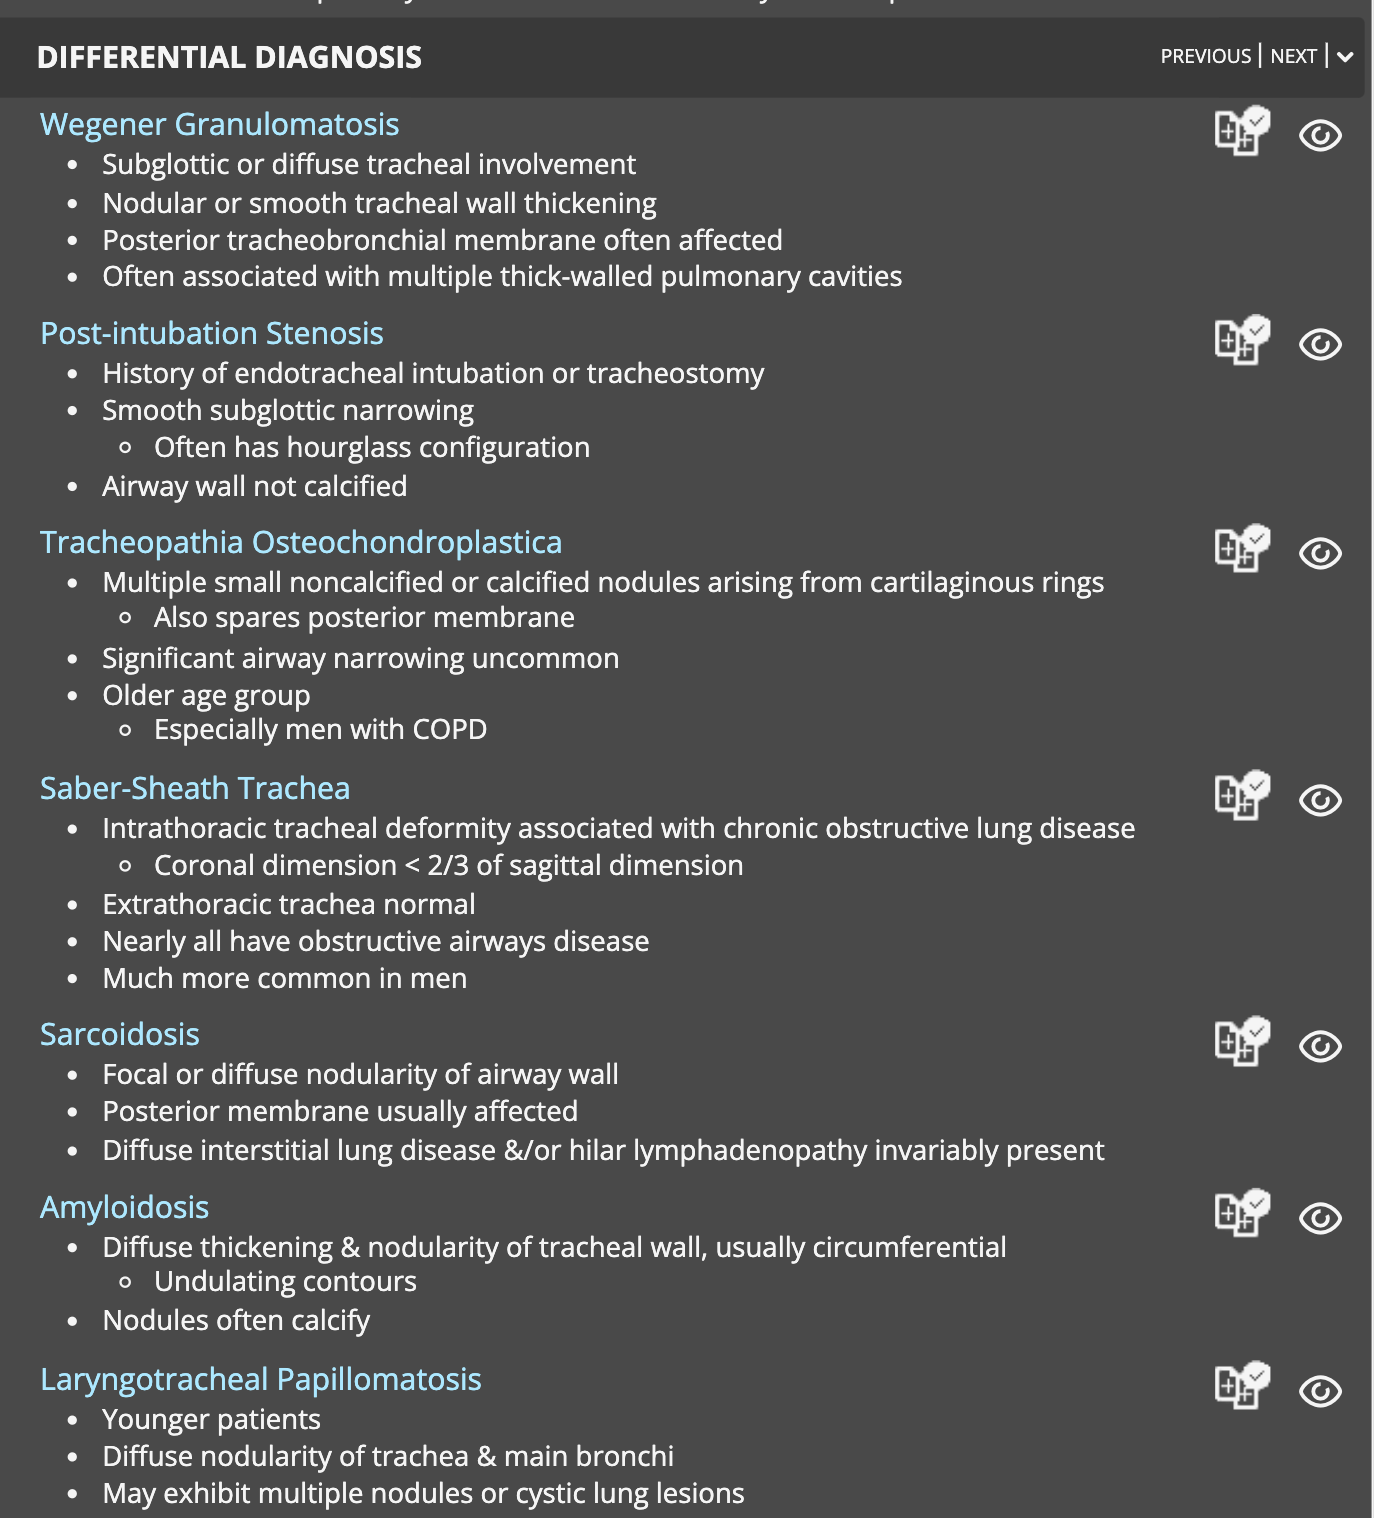 DIFFERENTIAL DIAGNOSIS
PREVIOUS | NEXT |
Wegener Granulomatosis
• Subglottic or diffuse tracheal involvement
• Nodular or smooth tracheal wall thickening
• Posterior tracheobronchial membrane often affected
• Often associated with multiple thick-walled pulmonary cavities
Post-intubation Stenosis
• History of endotracheal intubation or tracheostomy
• Smooth subglottic narrowing
○ Often has hourglass configuration
• Airway wall not calcified
Tracheopathia Osteochondroplastica
• Multiple small noncalcified or calcified nodules arising from cartilaginous rings
○ Also spares posterior membrane
• Significant airway narrowing uncommon
• Older age group
○ Especially men with COPD
Saber-Sheath Trachea
• Intrathoracic tracheal deformity associated with chronic obstructive lung disease
○ Coronal dimension < 2/3 of sagittal dimension
• Extrathoracic trachea normal
• Nearly all have obstructive airways disease
• Much more common in men
Sarcoidosis
• Focal or diffuse nodularity of airway wall
• Posterior membrane usually affected
• Diffuse interstitial lung disease &/or hilar lymphadenopathy invariably present
Amyloidosis
• Diffuse thickening & nodularity of tracheal wall, usually circumferential
○ Undulating contours
• Nodules often calcify
Laryngotracheal Papillomatosis
• Younger patients
• Diffuse nodularity of trachea & main bronchi
• May exhibit multiple nodules or cystic lung lesions